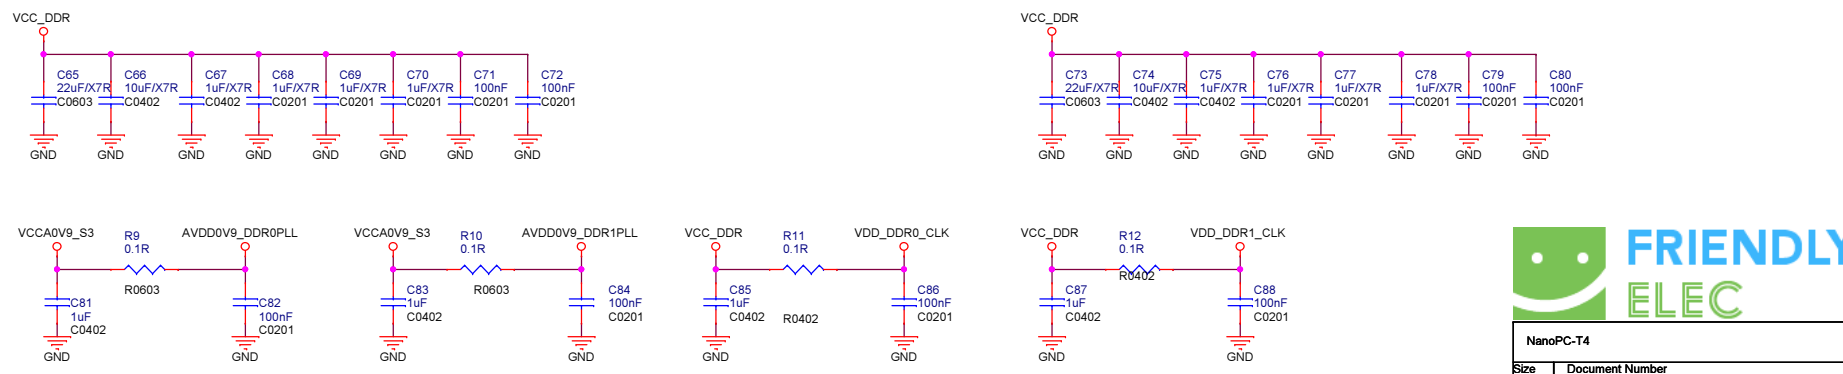 VCC_DDR
C65
22uF/X7R
C0603
C66
10uF/X7R
C0402
C67
1uF/X7R
C0402
C68
1uF/X7R
C0201
C69
1uF/X7R
C0201
C70
1uF/X7R
C0201
C71
100nF
C0201
C72
100nF
C0201
GND GND GND GND GND GND GND GND
VCC_DDR
C73
22uF/X7R
C0603
C74
10uF/X7R
C0402
C75
1uF/X7R
C0402
C76
1uF/X7R
C0201
C77
1uF/X7R
C0201
C78
1uF/X7R
C0201
C79
100nF
C0201
C80
100nF
C0201
GND GND GND GND GND GND GND GND
VCCA0V9_S3
R9
0.1R
R0603
AVDD0V9_DDR0PLL
C81
1uF
C0402
C82
100nF
C0201
GND GND
VCCA0V9_S3
R10
0.1R
R0603
AVDD0V9_DDR1PLL
C83
1uF
C0402
C84
100nF
C0201
GND GND
VCC_DDR
R11
0.1R
R0402
VDD_DDR0_CLK
C85
1uF
C0402
C86
100nF
C0201
GND GND
VCC_DDR
R12
0.1R
R0402
VDD_DDR1_CLK
C87
1uF
C0402
C88
100nF
C0201
GND GND
FRIENDLY
ELEC
NanoPC-T4
Size Document Number